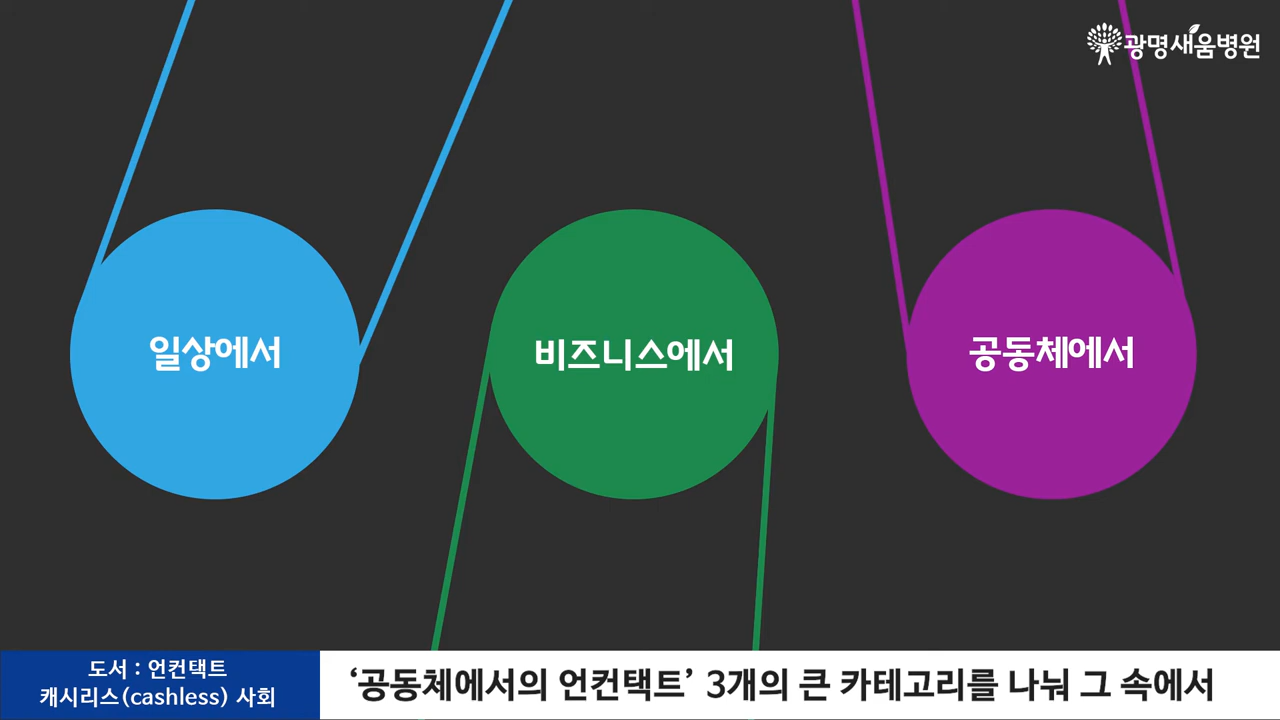 광명새움병원
일상에서
비즈니스에서
공동체에서
도서 : 언컨택트
캐시리스(cashless) 사회
‘공동체에서의 언컨택트’ 3개의 큰 카테고리를 나눠 그 속에서